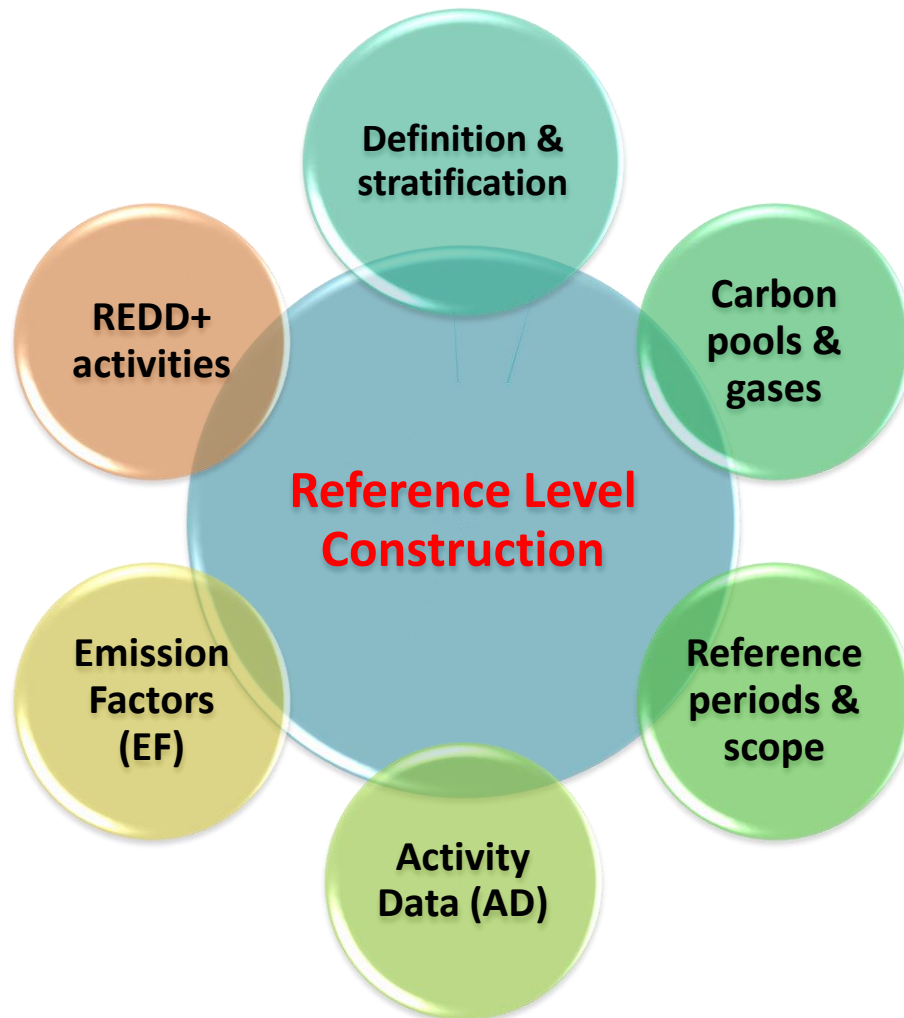 Definition &
stratification
REDD+
activities
Carbon
pools &
gases
Reference Level
Construction
Emission
Factors
(EF)
Reference
periods &
scope
Activity
Data (AD)